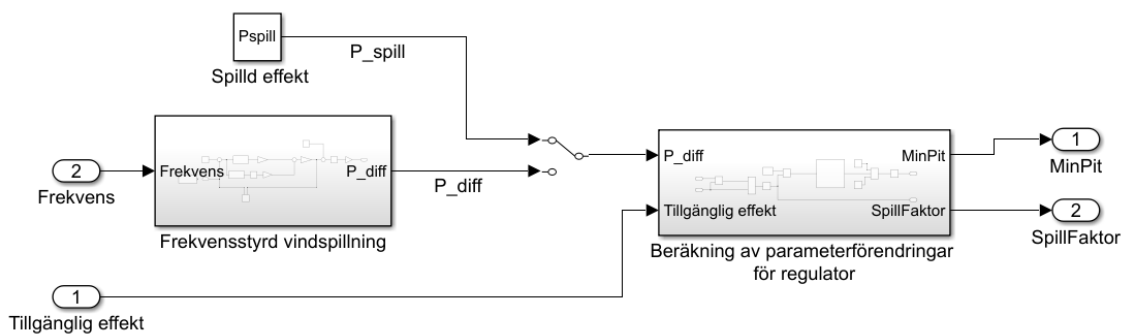 Pspill
P_spill
Spilld effekt
2
Frekvens
Frekvens
P_diff
P_diff
Frekvensstyrd vindspillning
P_diff
MinPit
Tillgänglig effekt
SpillFaktor
Beräkning av parameterförendringar
för regulator
1
MinPit
2
SpillFaktor
1
Tillgänglig effekt